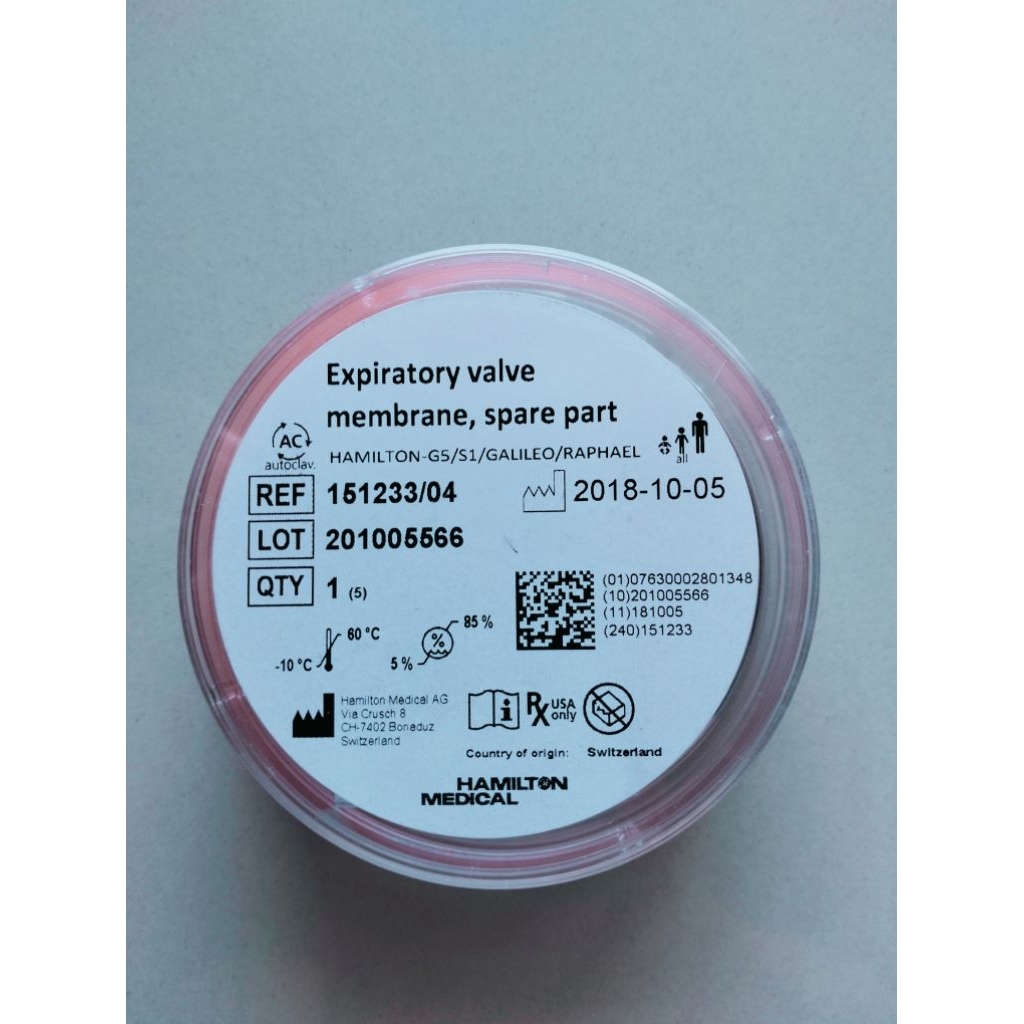 Expiratory valve
membrane, spare part
AC
autoclav.
HAMILTON-G5/S1/GALILEO/RAPHAEL
all
REF 151233/04
2018-10-05
LOT 201005566
QTY 1 (5)
(01)07630002801348
(10)201005566
(11)181005
(240)151233
-10 °C 60 °C
5 % % 85 %
Hamilton Medical AG
Via Crusch 8
CH-7402 Bonaduz
Switzerland
i
Rx USA
only
Country of origin: Switzerland
HAMILTON
MEDICAL